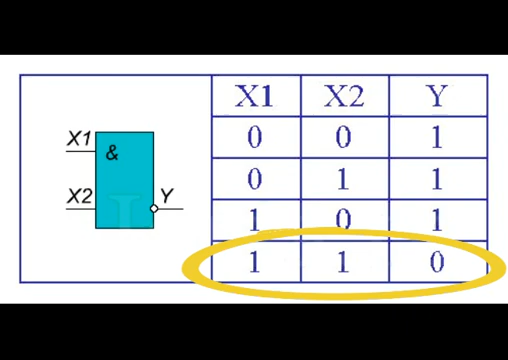 X1 X2 Y
0 0 1
X1 & 0 1 1
X2 Y 1 0 1
1 1 0